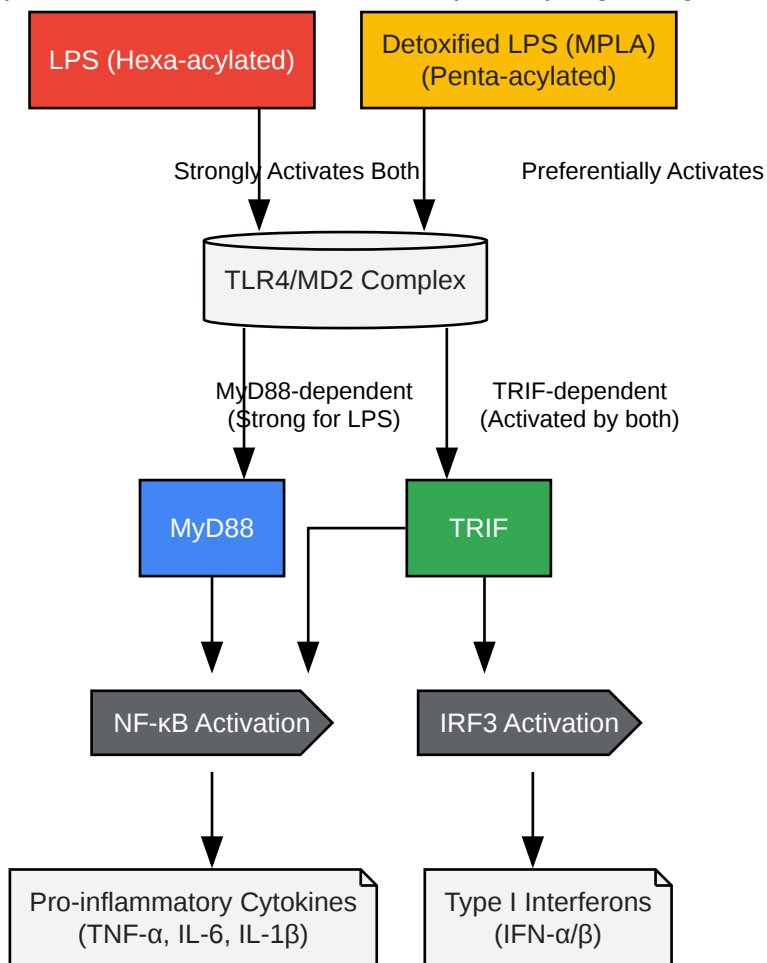 LPS (Hexa-acylated)
Detoxified LPS (MPLA)
(Penta-acylated)
Strongly Activates Both
Preferentially Activates
TLR4/MD2 Complex
MyD88-dependent
(Strong for LPS)
TRIF-dependent
(Activated by both)
MyD88
TRIF
NF-κB Activation
IRF3 Activation
Pro-inflammatory Cytokines
(TNF-α, IL-6, IL-1β)
Type I Interferons
(IFN-α/β)